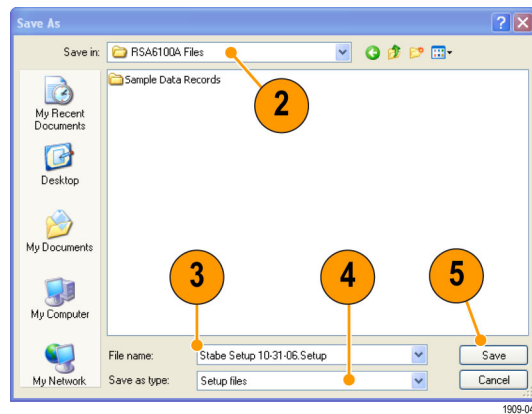 Save As
Save in:
RSA6100A Files
2
Sample Data Records
My Recent
Documents
Desktop
My Documents
My Computer
My Network
3
4
5
File name:
Stabe Setup 10-31-06.Setup
Save
Save as type:
Setup files
Cancel